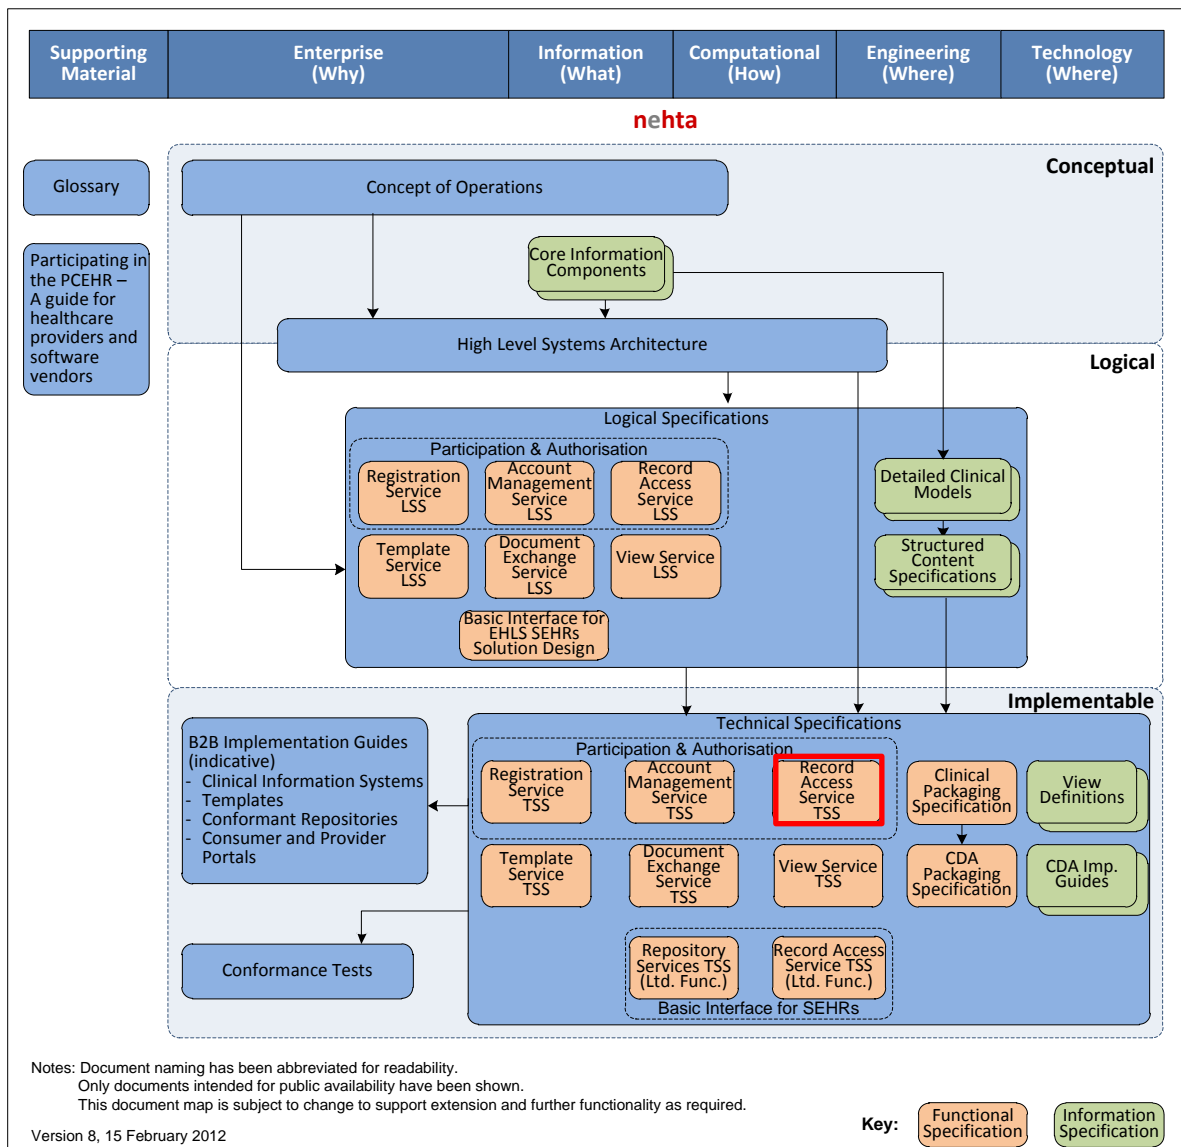 Supporting
Material
Enterprise
(Why)
Information
(What)
Computational
(How)
Engineering
(Where)
Technology
(Where)
nehta
Conceptual
Glossary
Concept of Operations
Participating in
the PCEHR –
A guide for
healthcare
providers and
software
vendors
Core Information
Components
High Level Systems Architecture
Logical
Logical Specifications
Participation & Authorisation
Registration
Service
LSS
Account
Management
Service
LSS
Record
Access
Service
LSS
Detailed Clinical
Models
Template
Service
LSS
Document
Exchange
Service
LSS
View Service
LSS
Structured
Content
Specifications
Basic Interface for
EHLS SEHRs
Solution Design
Implementable
Technical Specifications
B2B Implementation Guides
(indicative)
- Clinical Information Systems
- Templates
- Conformant Repositories
- Consumer and Provider
Portals
Participation & Authorisation
Registration
Service
TSS
Account
Management
Service
TSS
Record
Access
Service
TSS
Clinical
Packaging
Specification
View
Definitions
Template
Service
TSS
Document
Exchange
Service
TSS
View Service
TSS
CDA
Packaging
Specification
CDA Imp.
Guides
Conformance Tests
Repository
Services TSS
(Ltd. Func.)
Record Access
Service TSS
(Ltd. Func.)
Basic Interface for SEHRs
Notes: Document naming has been abbreviated for readability.
Only documents intended for public availability have been shown.
This document map is subject to change to support extension and further functionality as required.
Version 8, 15 February 2012
Key:
Functional
Specification
Information
Specification